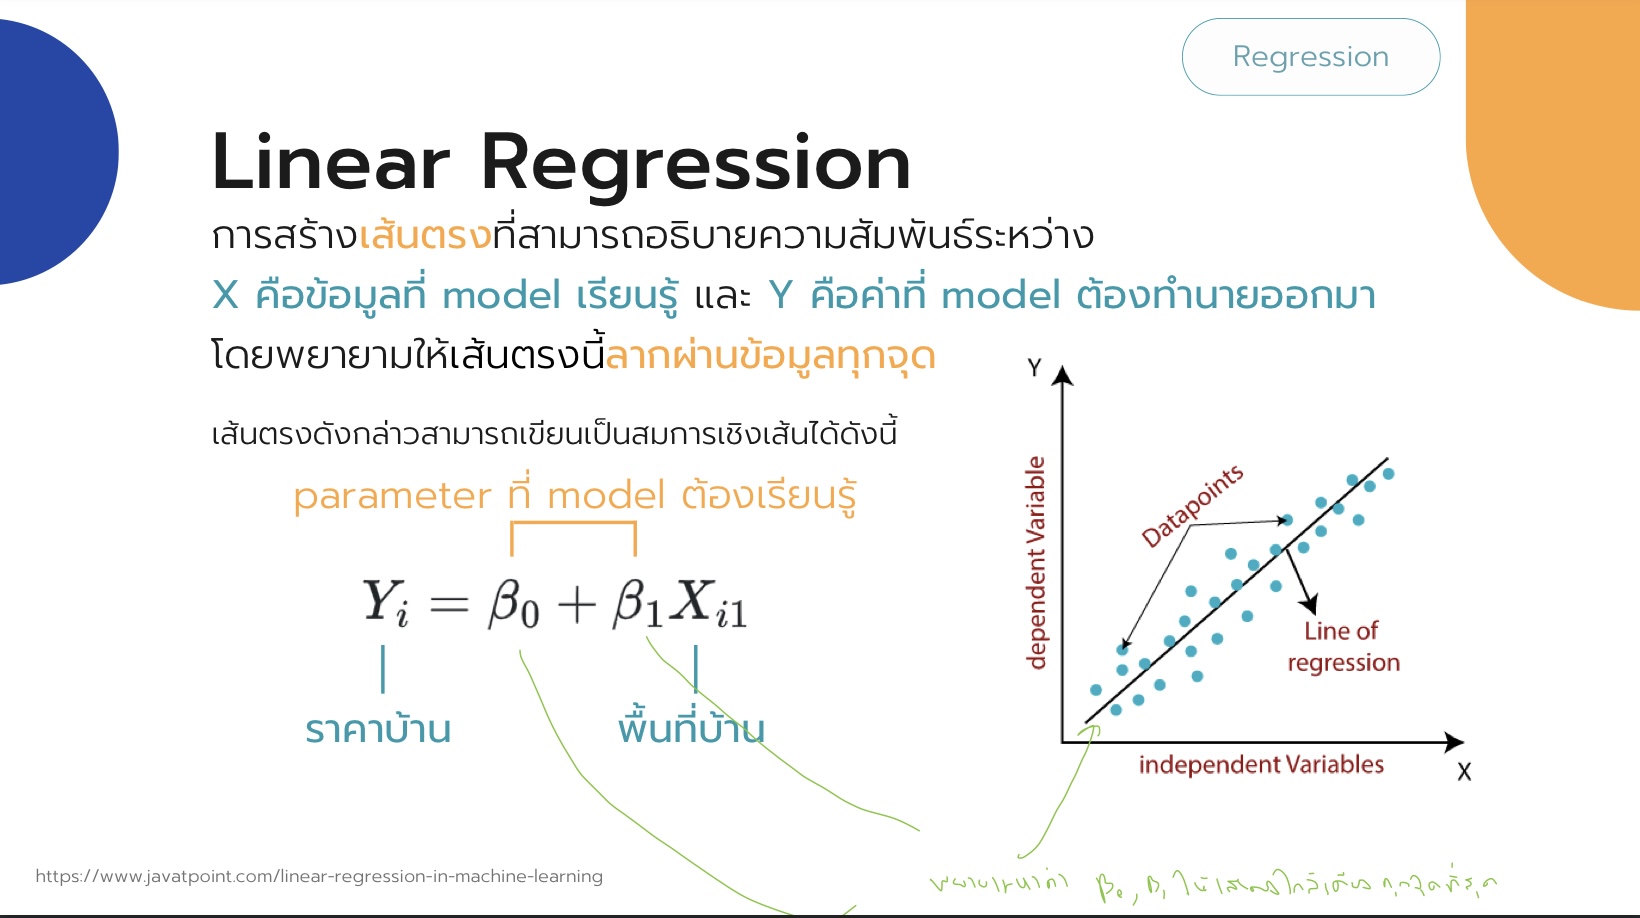 Regression
Linear Regression
การสร้างเส้นตรงที่สามารถอธิบายความสัมพันธ์ระหว่าง
X คือข้อมูลที่ model เรียนรู้ และ Y คือค่าที่ model ต้องทำนายออกมา
โดยพยายามให้เส้นตรงนี้ลากผ่านข้อมูลทุกจุด
เส้นตรงดังกล่าวสามารถเขียนเป็นสมการเชิงเส้นได้ดังนี้
parameter ที่ model ต้องเรียนรู้
Yᵢ = β₀ + β₁Xᵢ₁
ราคาบ้าน
พื้นที่บ้าน
Y
dependent Variable
Datapoints
Line of
regression
independent Variables
X
พยายามหาค่า β₀, β₁ ให้ ใกล้เคียง ทุกจุดที่สุด
https://www.javatpoint.com/linear-regression-in-machine-learning